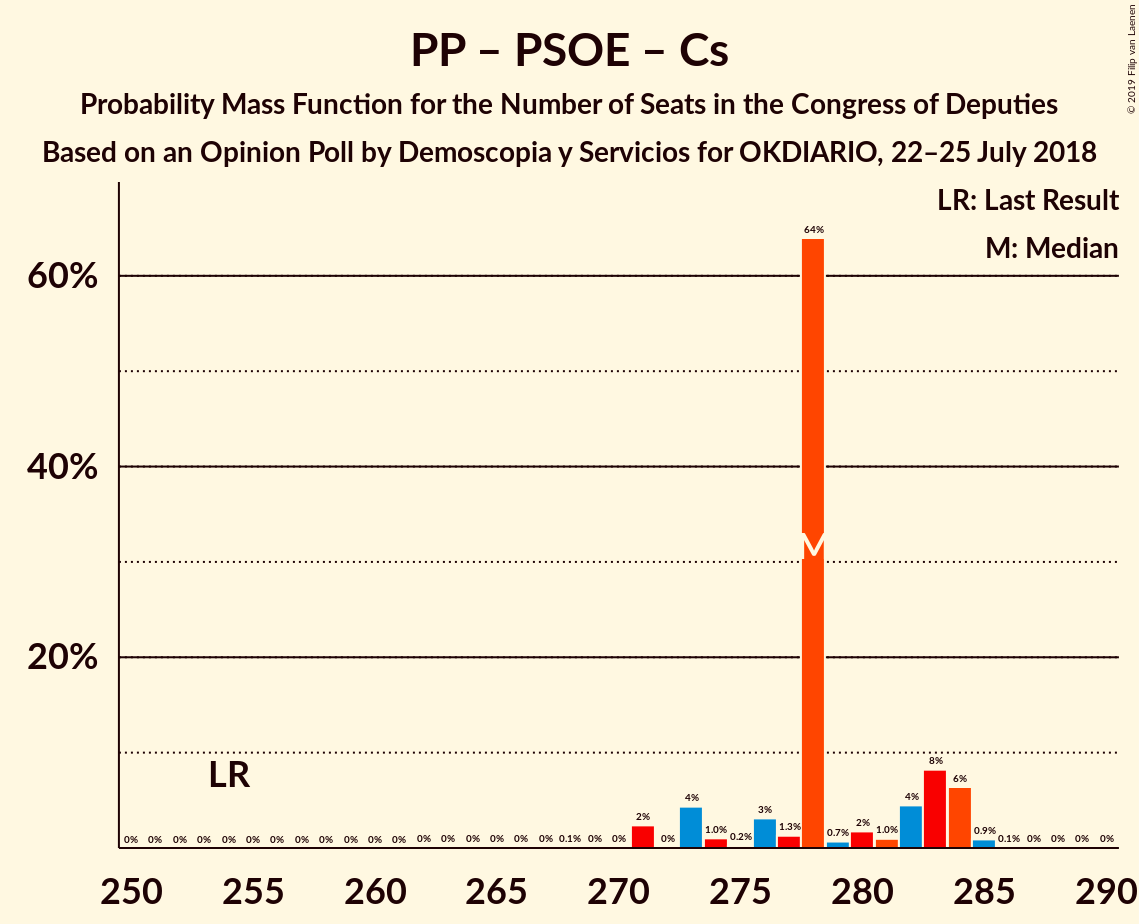 PP – PSOE – Cs
Probability Mass Function for the Number of Seats in the Congress of Deputies
Based on an Opinion Poll by Demoscopia y Servicios for OKDIARIO, 22–25 July 2018
© 2019 Filip van Laenen
LR: Last Result
M: Median
64%
60%
40%
M
20%
LR
8%
6%
0% 0% 0% 0% 0% 0% 0% 0% 0% 0% 0% 0% 0% 0% 0% 0% 0% 0% 0.1% 0% 0% 2% 0% 4% 1.0% 0.2% 3% 1.3% 0.7% 2% 1.0% 4% 0.9% 0.1% 0% 0% 0% 0%
250 255 260 265 270 275 280 285 290